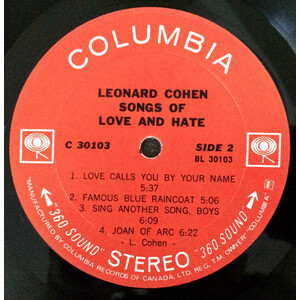 COLUMBIA
LEONARD COHEN
SONGS OF
LOVE AND HATE
C 30103
SIDE 2
BL 30103
1. LOVE CALLS YOU BY YOUR NAME
5:37
2. FAMOUS BLUE RAINCOAT 5:06
3. SING ANOTHER SONG, BOYS
6:09
4. JOAN OF ARC 6:22
- L. Cohen -
"360 SOUND" STEREO "360 SOUND"
MANUFACTURED BY COLUMBIA RECORDS OF CANADA, LTD. REG. T.M. OWNER "COLUMBIA"